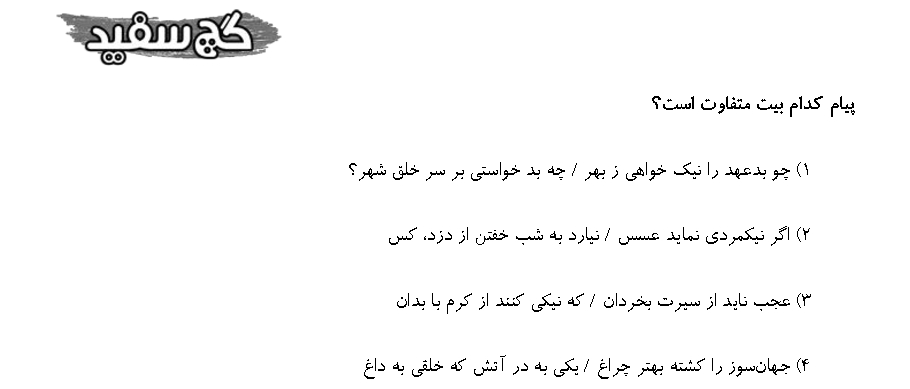 گچ سفید
پیام کدام بیت متفاوت است؟
۱) چو بدعهد را نیک خواهی ز بهر / چه بد خواستی بر سر خلق شهر؟
۲) اگر نیکمردی نماید عسس / نیارد به شب خفتن از دزد، کس
۳) عجب ناید از سیرت بخردان / که نیکی کنند از کرم با بدان
۴) جهان‌سوز را کشته بهتر چراغ / یکی به در آتش که خلقی به داغ